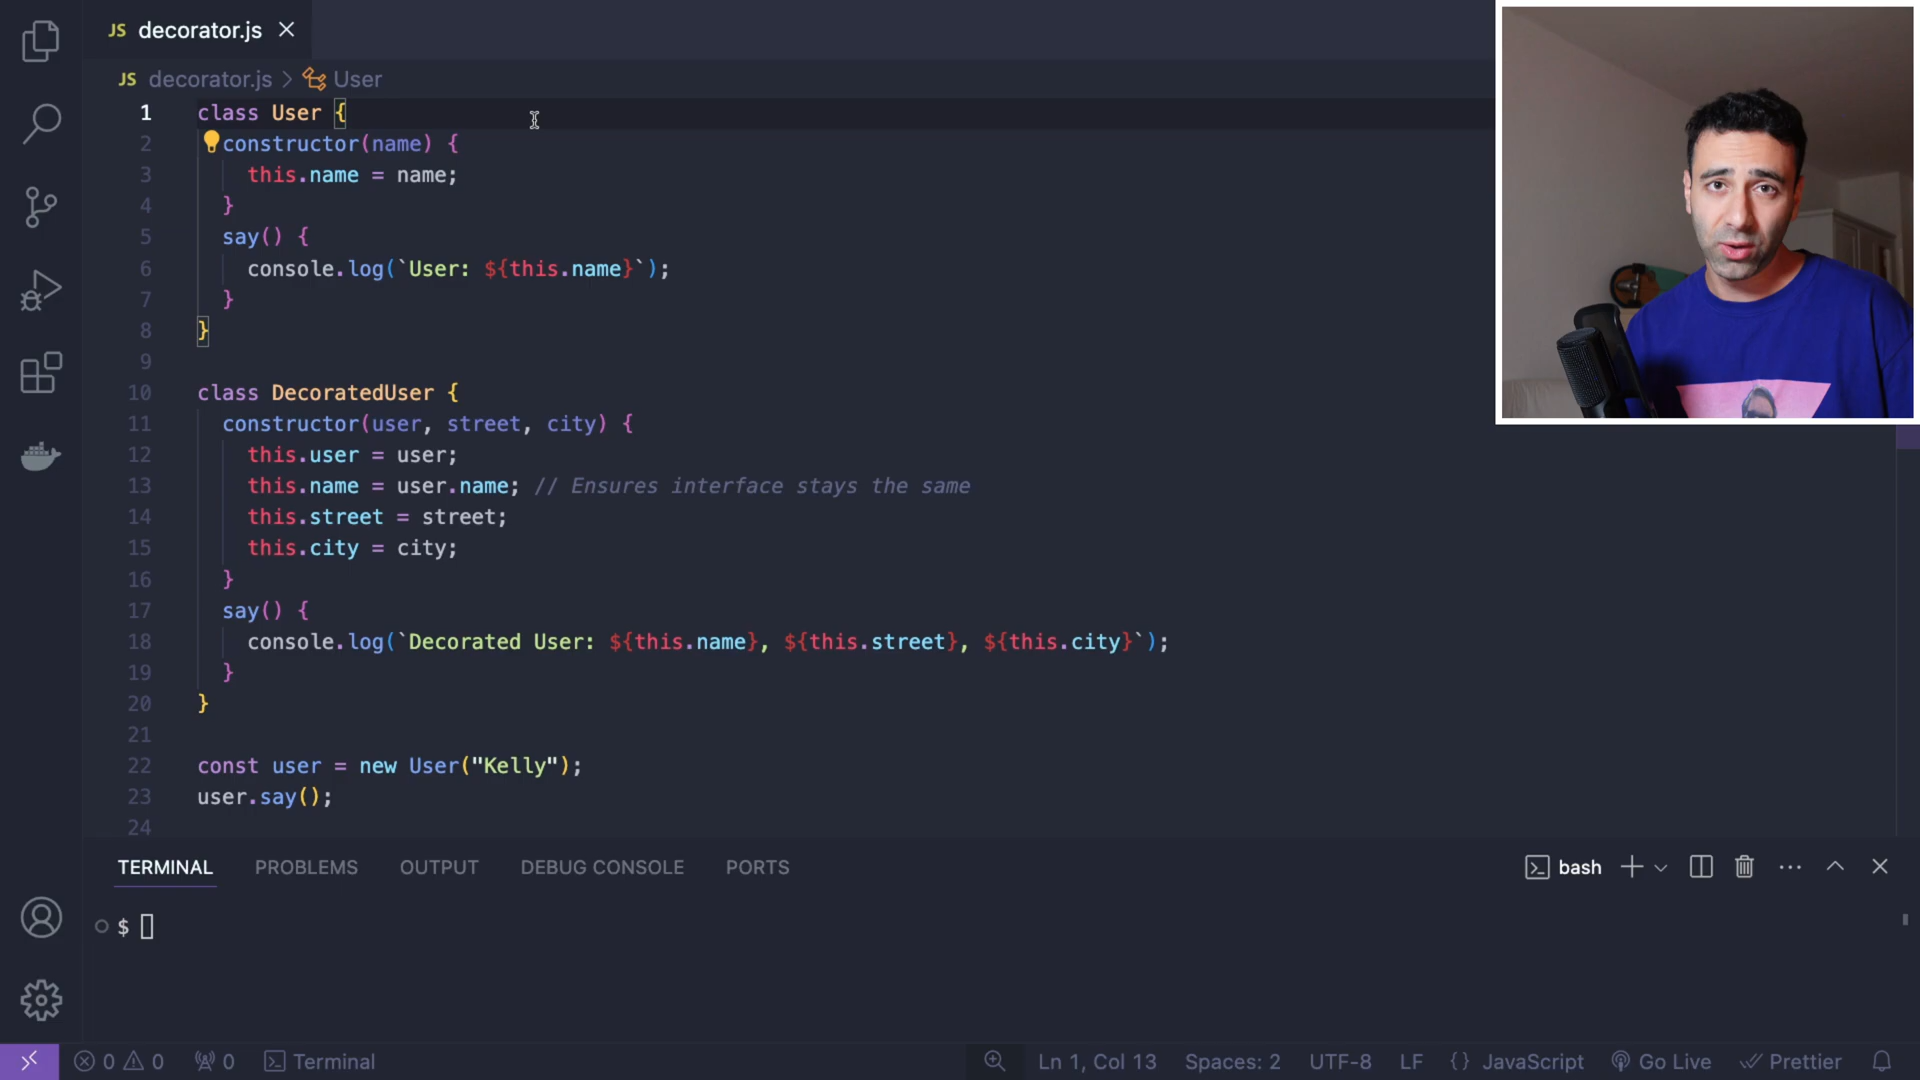 JS decorator.js
JS decorator.js > User
1 class User {
2 constructor(name) {
3 this.name = name;
4 }
5 say() {
6 console.log(`User: ${this.name}`);
7 }
8 }
9
10 class DecoratedUser {
11 constructor(user, street, city) {
12 this.user = user;
13 this.name = user.name; // Ensures interface stays the same
14 this.street = street;
15 this.city = city;
16 }
17 say() {
18 console.log(`Decorated User: ${this.name}, ${this.street}, ${this.city}`);
19 }
20 }
21
22 const user = new User("Kelly");
23 user.say();
24
TERMINAL PROBLEMS OUTPUT DEBUG CONSOLE PORTS bash
$
0 0 0 Terminal Ln 1, Col 13 Spaces: 2 UTF-8 LF {} JavaScript Go Live Prettier